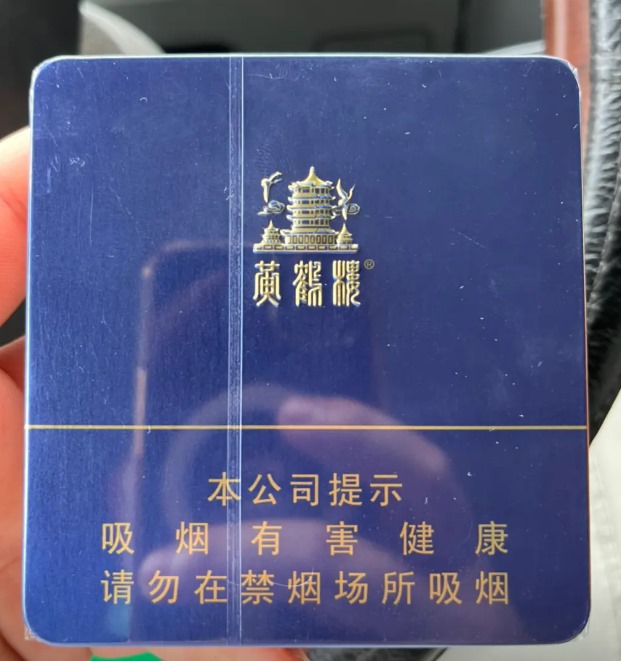 黄鹤楼®
本公司提示
吸烟有害健康
请勿在禁烟场所吸烟